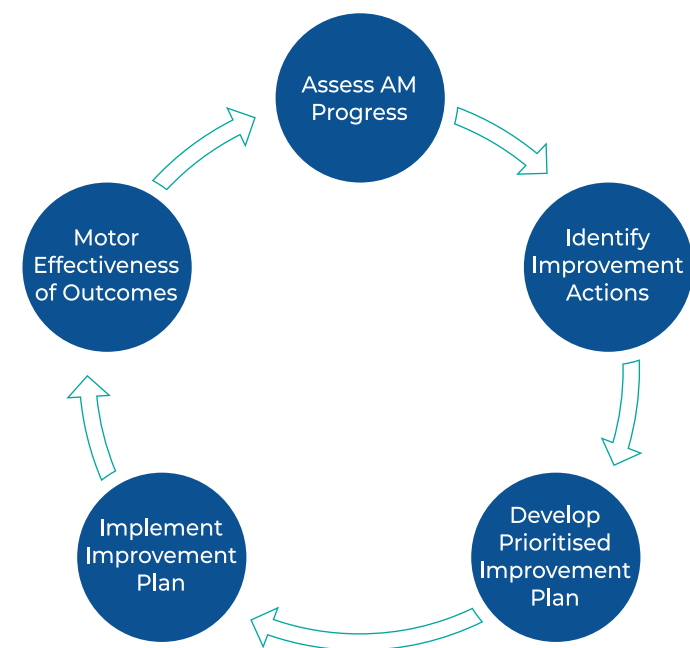 Assess AM
Progress
Identify
Improvement
Actions
Develop
Prioritised
Improvement
Plan
Implement
Improvement
Plan
Motor
Effectiveness
of Outcomes